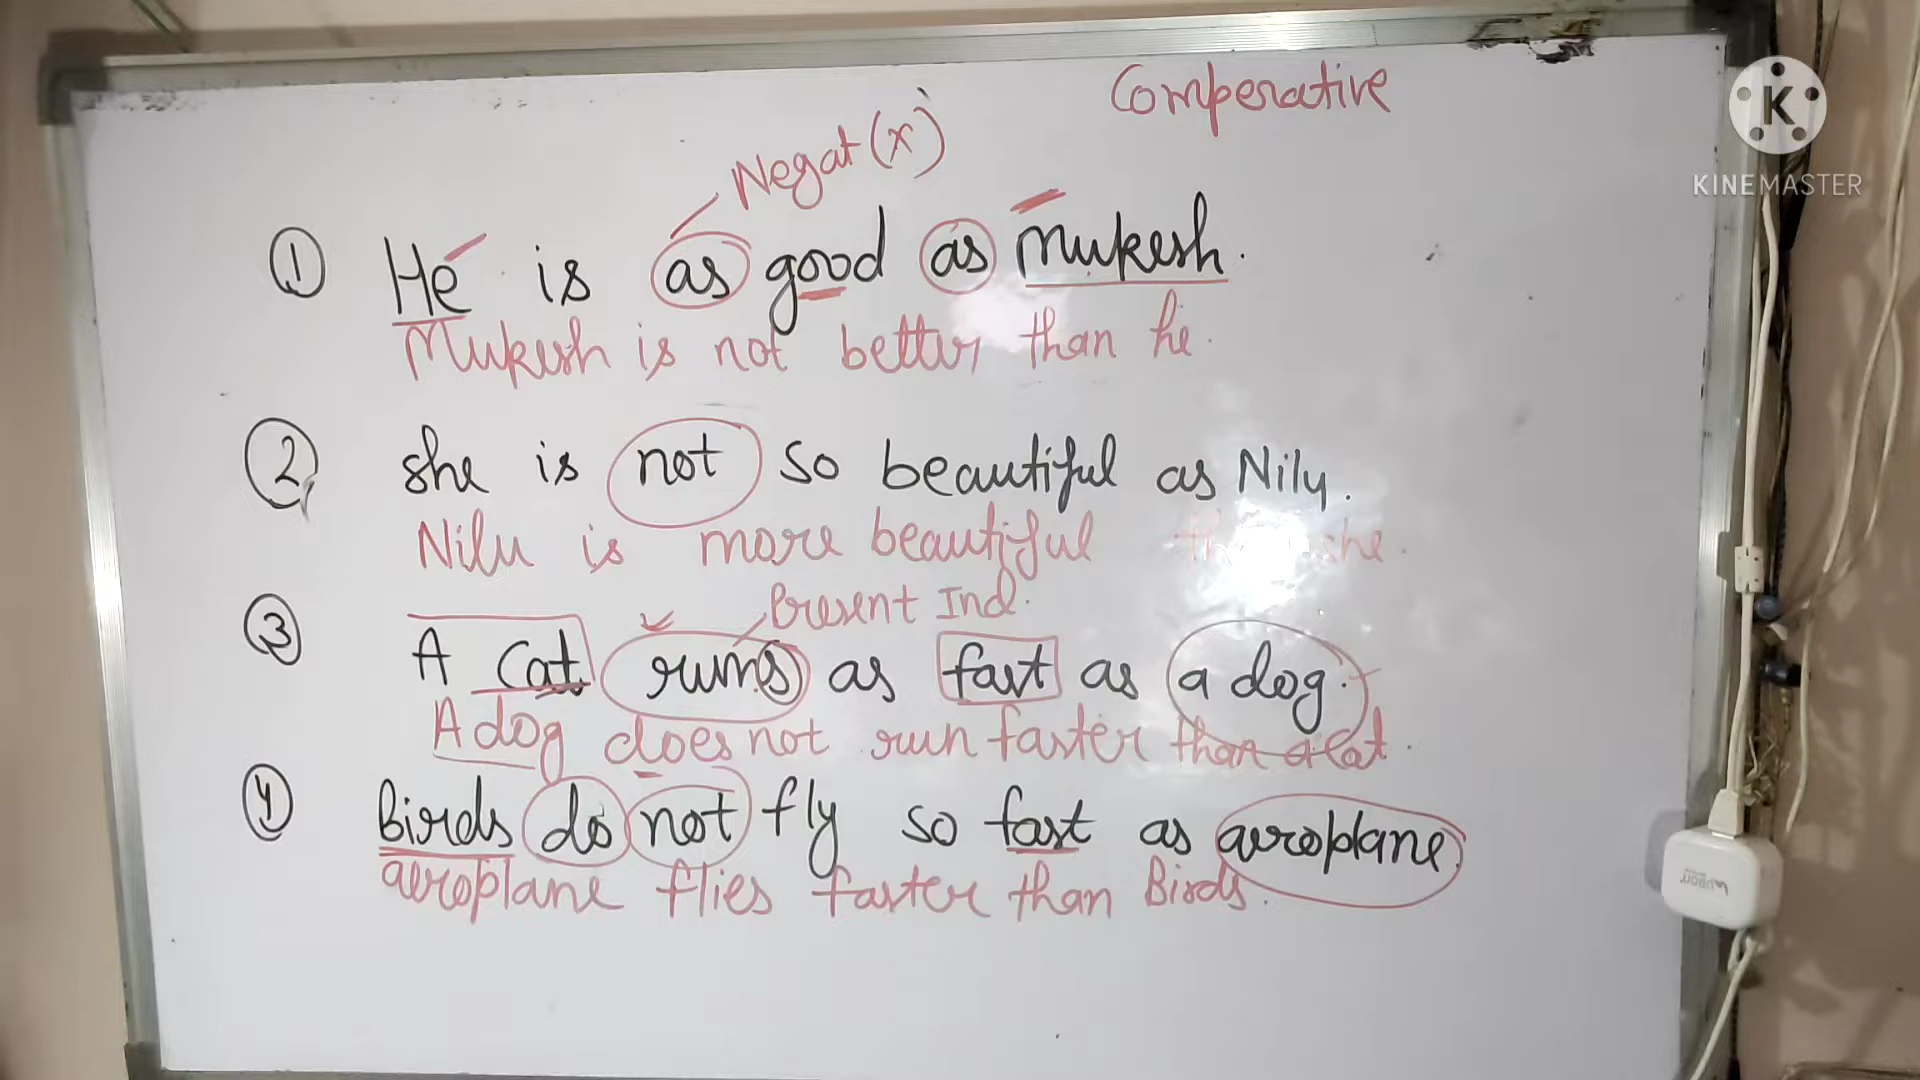 Comperative
Negat (x)
K
KINEMASTER
① He is as good as Mukesh.
Mukesh is not better than he.
② she is not so beautiful as Nilu.
Nilu is more beautiful than she.
Present Ind.
③ A cat runs as fast as a dog.
A dog does not run faster than a cat.
④ Birds do not fly so fast as aeroplane.
aeroplane flies faster than Birds.